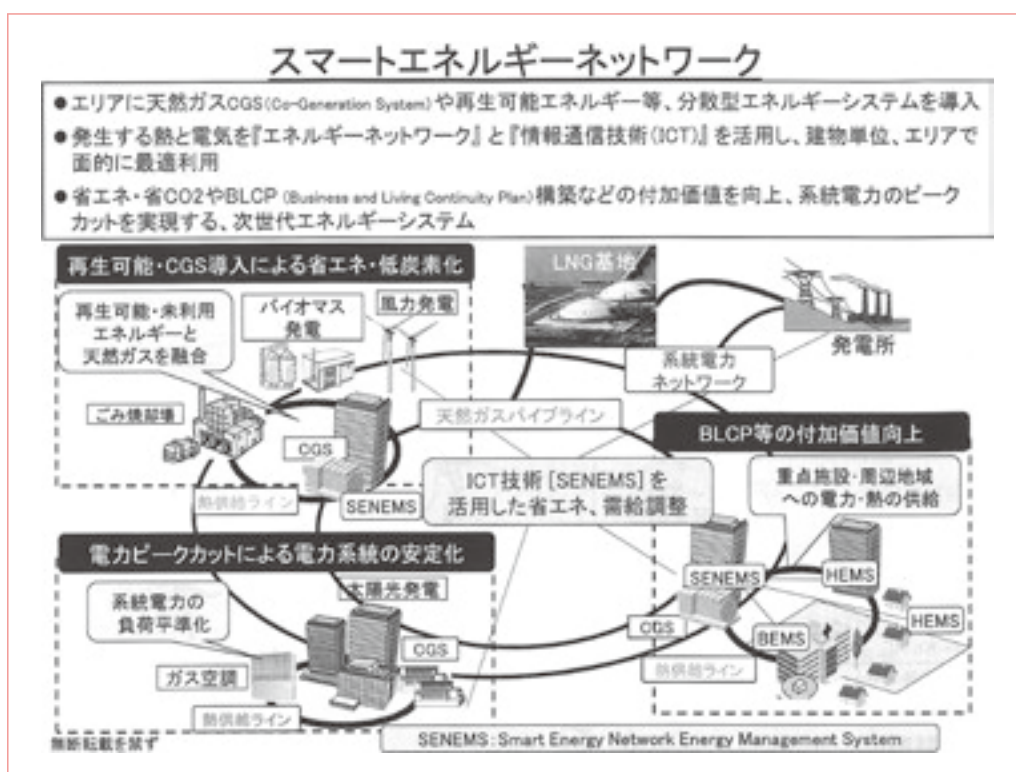 スマートエネルギーネットワーク
●エリアに天然ガスCGS(Co-Generation System)や再生可能エネルギー等、分散型エネルギーシステムを導入
●発生する熱と電気を『エネルギーネットワーク』と『情報通信技術(ICT)』を活用し、建物単位、エリアで
面的に最適利用
●省エネ・省CO2やBLCP (Business and Living Continuity Plan)構築などの付加価値を向上、系統電力のピーク
カットを実現する、次世代エネルギーシステム
再生可能・CGS導入による省エネ・低炭素化
再生可能・未利用
エネルギーと
天然ガスを融合
バイオマス
発電
風力発電
ごみ焼却場
CGS
熱供給ライン
SENEMS
LNG基地
発電所
系統電力
ネットワーク
天然ガスパイプライン
ICT技術[SENEMS]を
活用した省エネ、需給調整
BLCP等の付加価値向上
重点施設・周辺地域
への電力・熱の供給
SENEMS
HEMS
HEMS
CGS
BEMS
熱供給ライン
電力ピークカットによる電力系統の安定化
太陽光発電
系統電力の
負荷平準化
CGS
ガス空調
熱供給ライン
無断転載を禁ず
SENEMS:Smart Energy Network Energy Management System